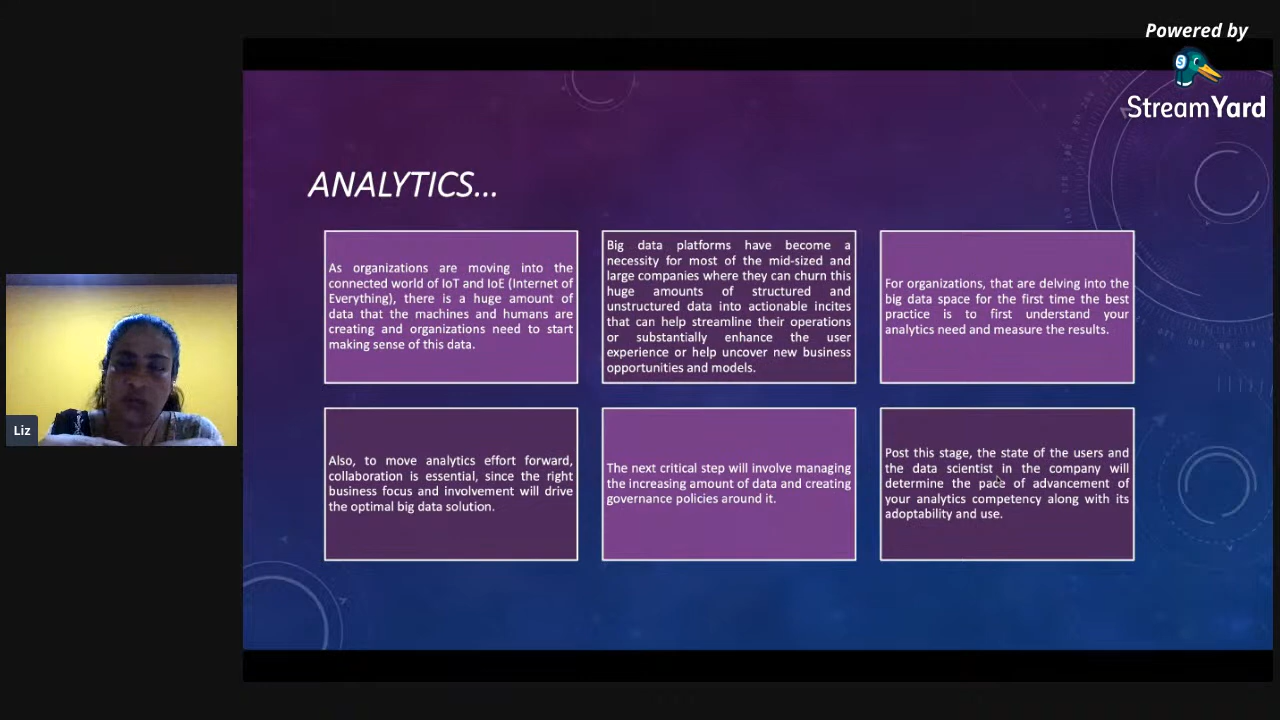 Powered by
StreamYard
ANALYTICS...
As organizations are moving into the
connected world of IoT and IoE (Internet of
Everything), there is a huge amount of
data that the machines and humans are
creating and organizations need to start
making sense of this data.
Big data platforms have become a
necessity for most of the mid-sized and
large companies where they can churn this
huge amounts of structured and
unstructured data into actionable incites
that can help streamline their operations
or substantially enhance the user
experience or help uncover new business
opportunities and models.
For organizations, that are delving into the
big data space for the first time the best
practice is to first understand your
analytics need and measure the results.
Also, to move analytics effort forward,
collaboration is essential, since the right
business focus and involvement will drive
the optimal big data solution.
The next critical step will involve managing
the increasing amount of data and creating
governance policies around it.
Post this stage, the state of the users and
the data scientist in the company will
determine the pace of advancement of
your analytics competency along with its
adoptability and use.
Liz